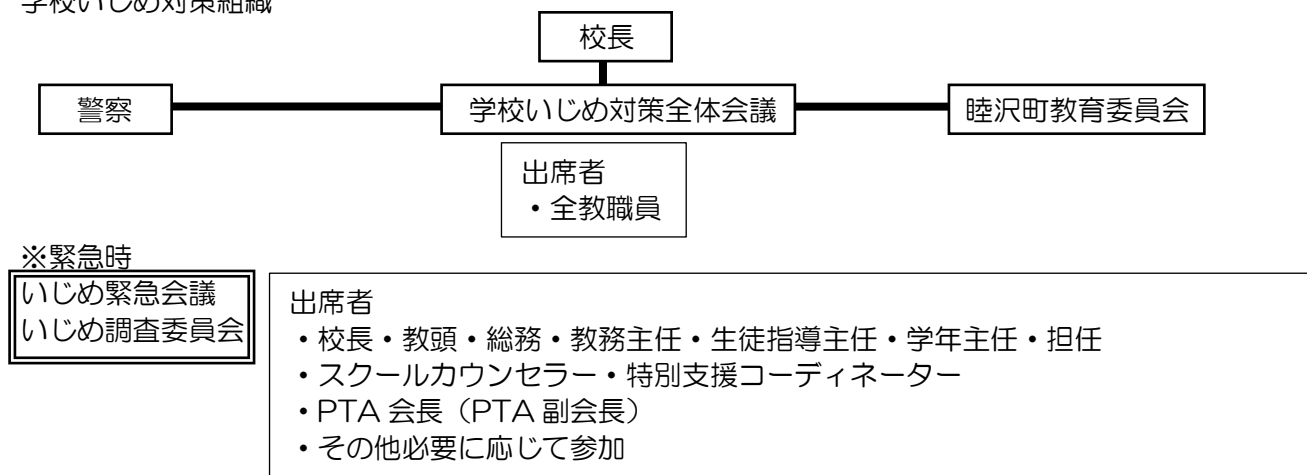 学校いじめ対策組織
校長
警察
学校いじめ対策全体会議
睦沢町教育委員会
出席者
・全教職員
※緊急時
いじめ緊急会議
いじめ調査委員会
出席者
・校長・教頭・総務・教務主任・生徒指導主任・学年主任・担任
・スクールカウンセラー・特別支援コーディネーター
・PTA 会長（PTA 副会長）
・その他必要に応じて参加